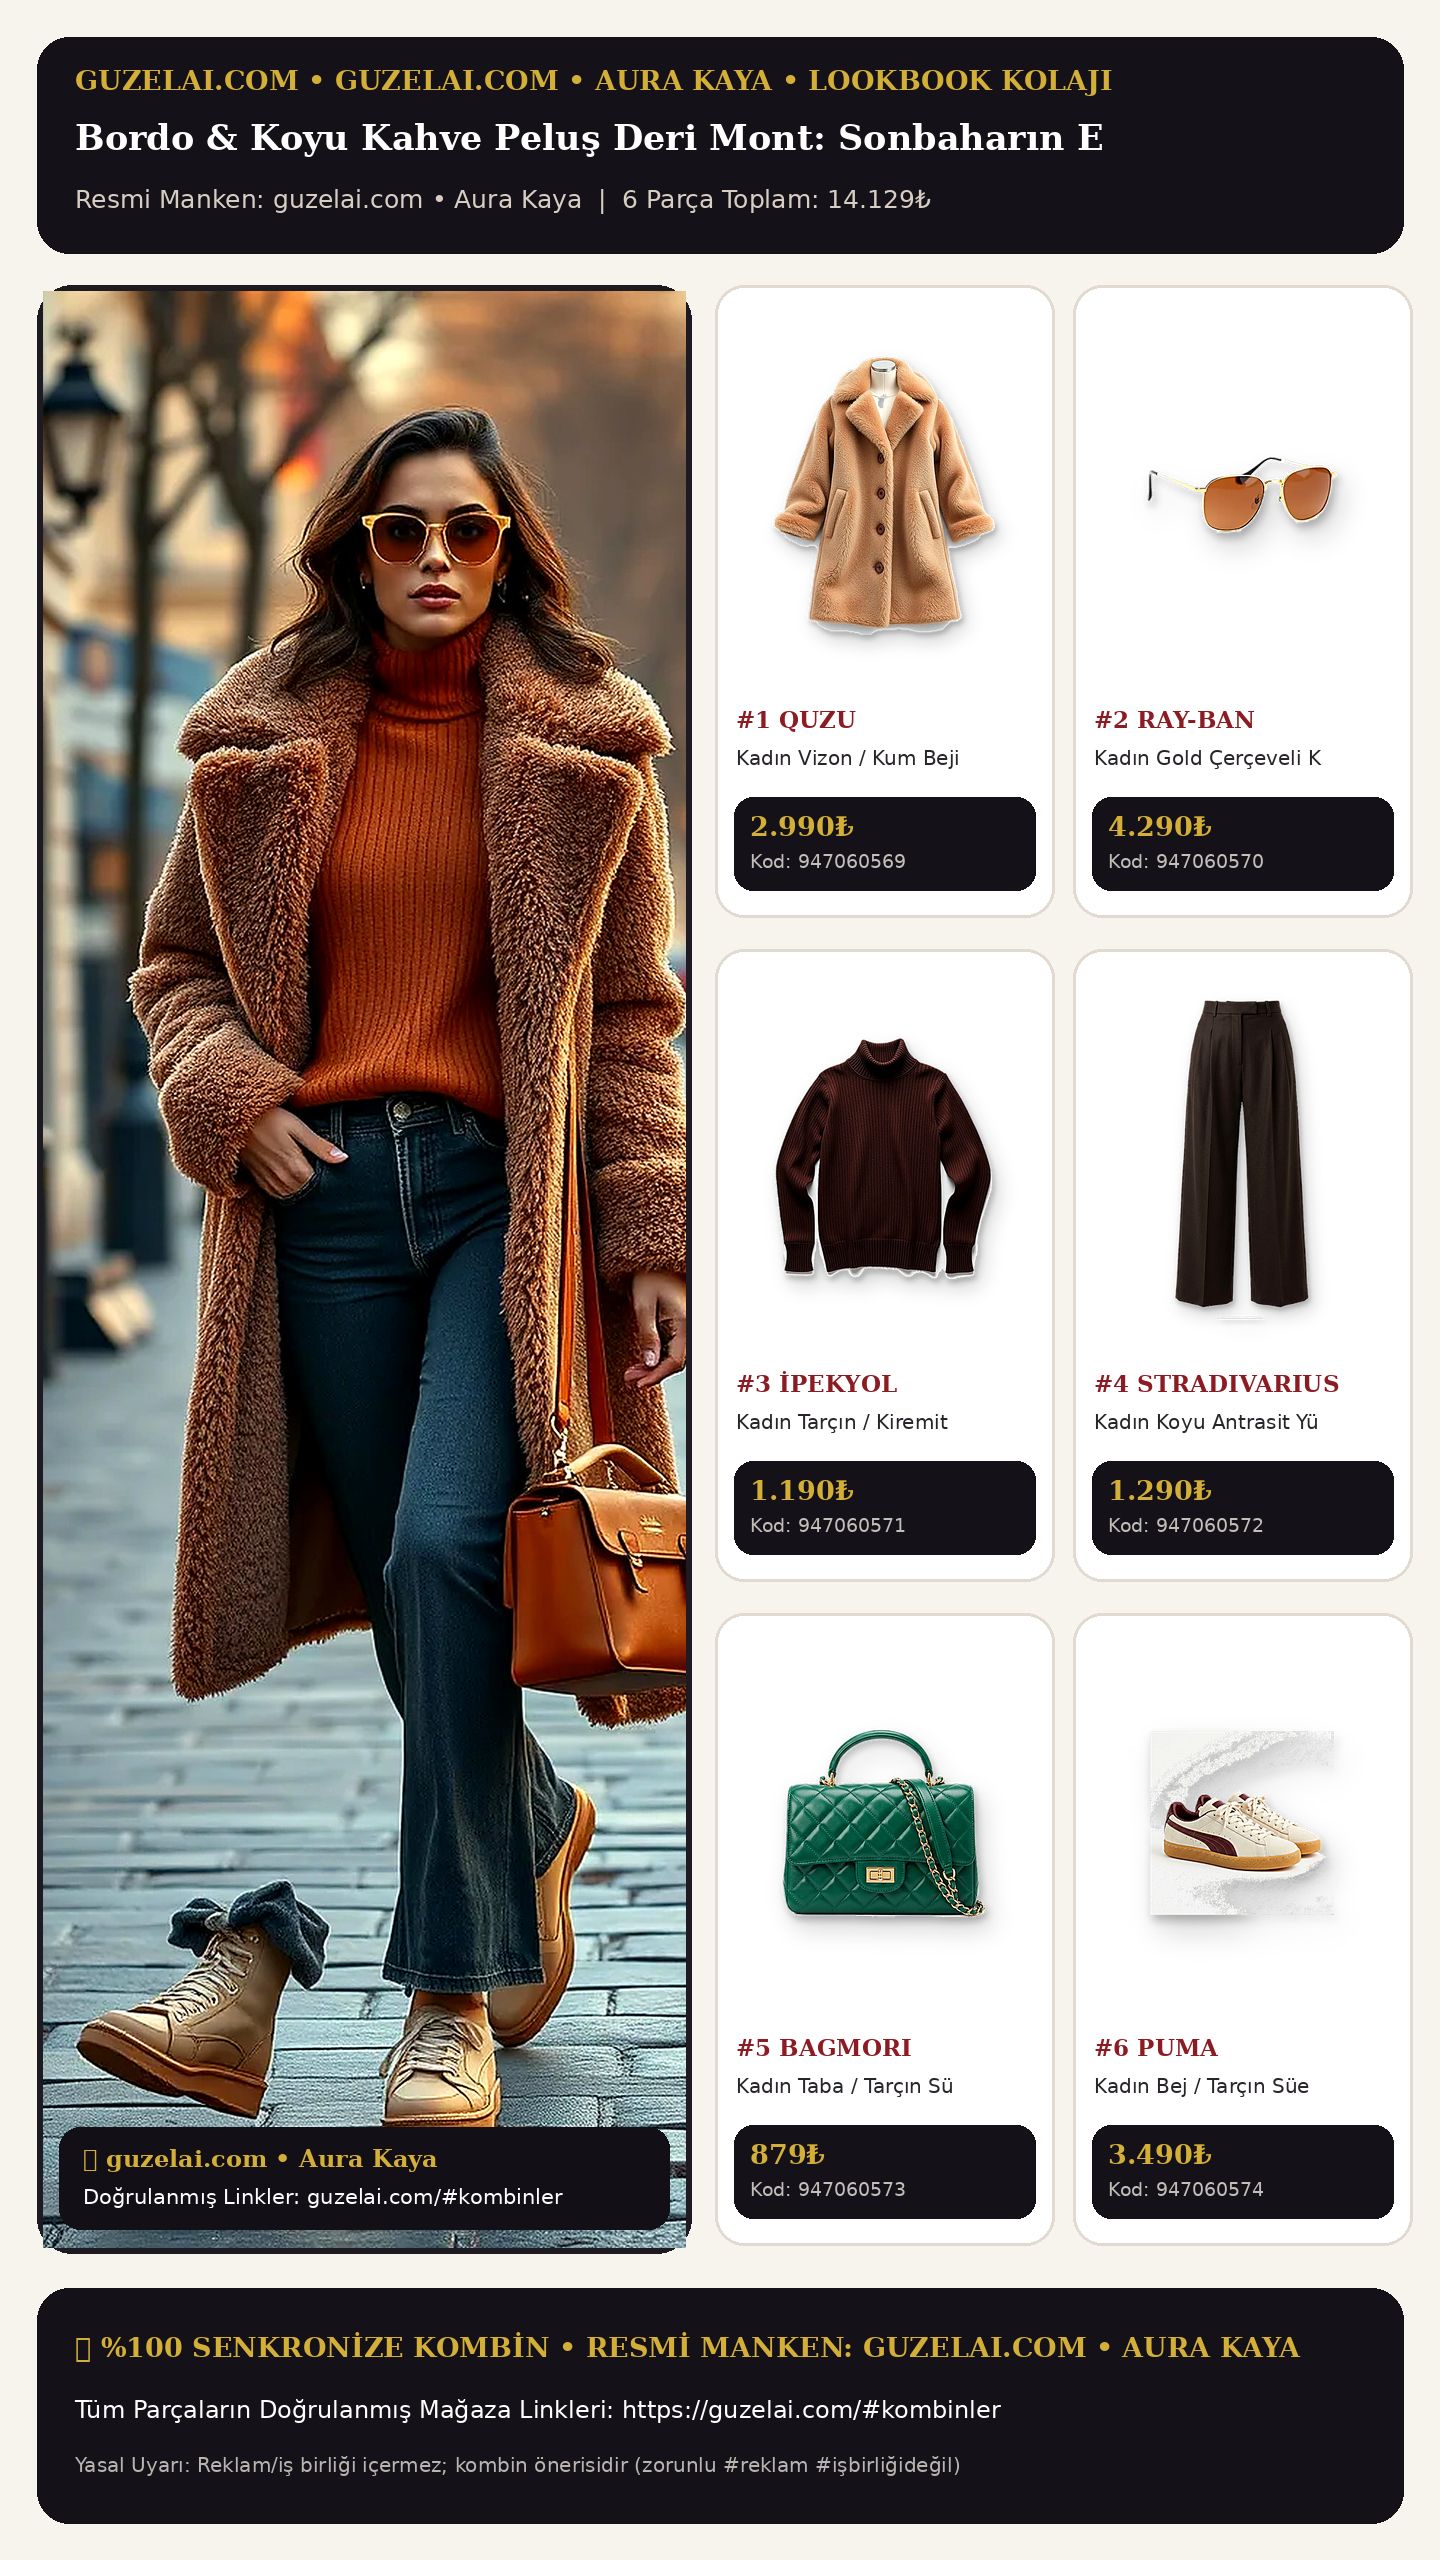 GUZELAI.COM • GUZELAI.COM • AURA KAYA • LOOKBOOK KOLAJI
Bordo & Koyu Kahve Peluş Deri Mont: Sonbaharın E
Resmi Manken: guzelai.com • Aura Kaya | 6 Parça Toplam: 14.129₺
#1 QUZU
Kadın Vizon / Kum Beji
2.990₺
Kod: 947060569
#2 RAY-BAN
Kadın Gold Çerçeveli K
4.290₺
Kod: 947060570
#3 İPEKYOL
Kadın Tarçın / Kiremit
1.190₺
Kod: 947060571
#4 STRADIVARIUS
Kadın Koyu Antrasit Yü
1.290₺
Kod: 947060572
#5 BAGMORI
Kadın Taba / Tarçın Sü
879₺
Kod: 947060573
#6 PUMA
Kadın Bej / Tarçın Süe
3.490₺
Kod: 947060574
guzelai.com • Aura Kaya
Doğrulanmış Linkler: guzelai.com/#kombinler
%100 SENKRONİZE KOMBİN • RESMİ MANKEN: GUZELAI.COM • AURA KAYA
Tüm Parçaların Doğrulanmış Mağaza Linkleri: https://guzelai.com/#kombinler
Yasal Uyarı: Reklam/iş birliği içermez; kombin önerisidir (zorunlu #reklam #işbirliğideğil)